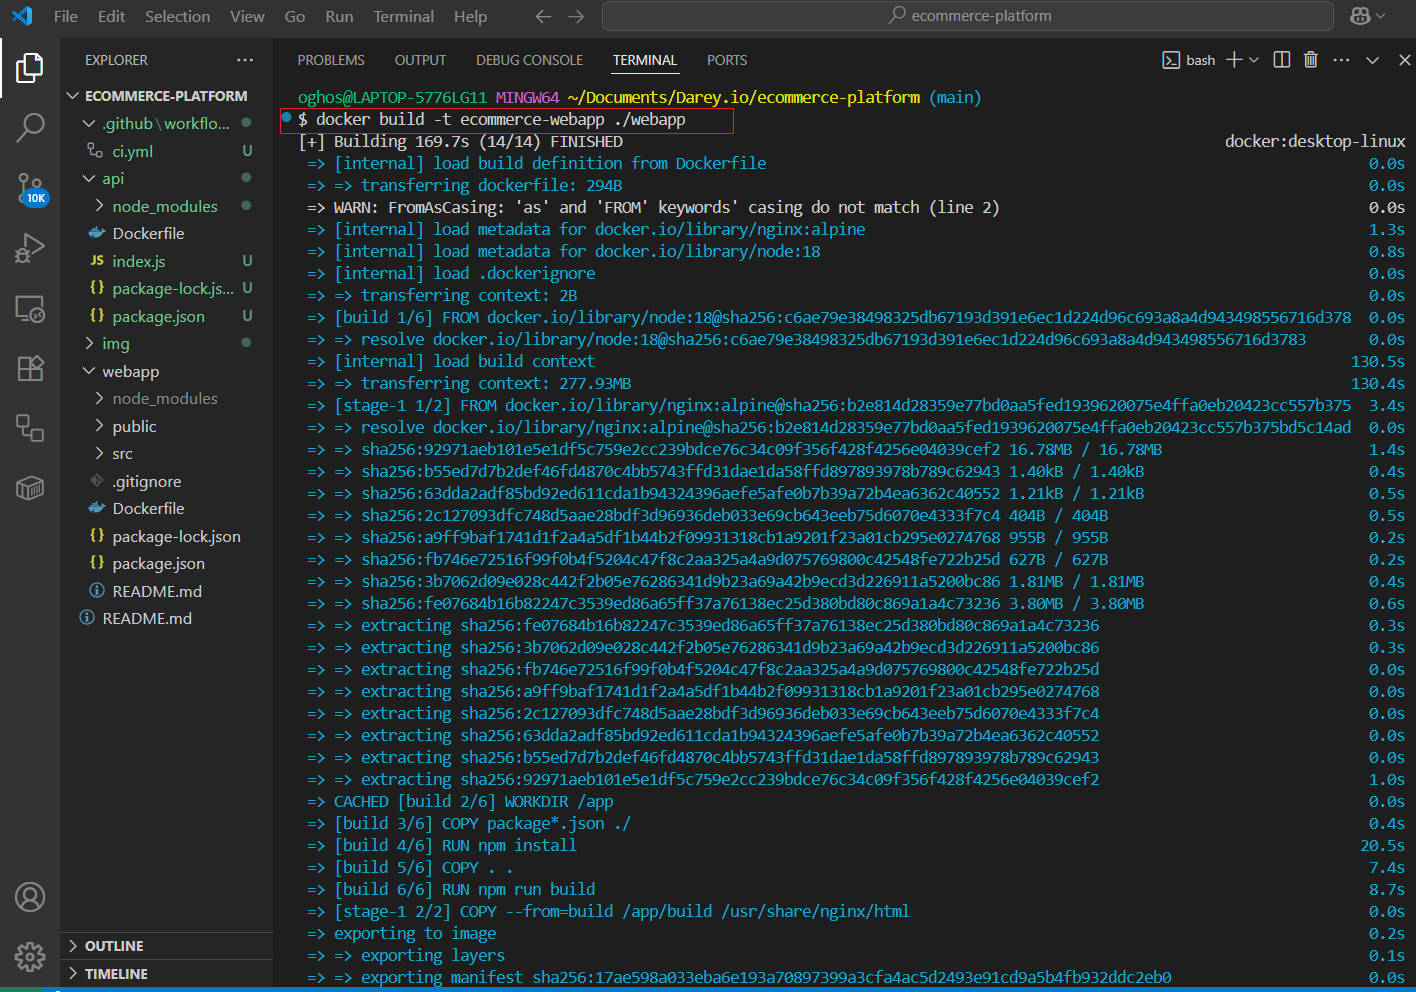 File Edit Selection View Go Run Terminal Help
ecommerce-platform
10K
EXPLORER
ECOMMERCE-PLATFORM
.github\workflo...
ci.yml U
api
node_modules
Dockerfile
JS index.js U
{} package-lock.js... U
{} package.json U
img
webapp
node_modules
public
src
.gitignore
Dockerfile
{} package-lock.json
{} package.json
README.md
README.md
OUTLINE
TIMELINE
PROBLEMS OUTPUT DEBUG CONSOLE TERMINAL PORTS
bash
oghos@LAPTOP-5776LG11 MINGW64 ~/Documents/Darey.io/ecommerce-platform (main)
$ docker build -t ecommerce-webapp ./webapp
[+] Building 169.7s (14/14) FINISHED docker:desktop-linux
=> [internal] load build definition from Dockerfile 0.0s
=> => transferring dockerfile: 294B 0.0s
=> WARN: FromAsCasing: 'as' and 'FROM' keywords' casing do not match (line 2) 0.0s
=> [internal] load metadata for docker.io/library/nginx:alpine 1.3s
=> [internal] load metadata for docker.io/library/node:18 0.8s
=> [internal] load .dockerignore 0.0s
=> => transferring context: 2B 0.0s
=> [build 1/6] FROM docker.io/library/node:18@sha256:c6ae79e38498325db67193d391e6ec1d224d96c693a8a4d943498556716d378 0.0s
=> => resolve docker.io/library/node:18@sha256:c6ae79e38498325db67193d391e6ec1d224d96c693a8a4d943498556716d3783 0.0s
=> [internal] load build context 130.5s
=> => transferring context: 277.93MB 130.4s
=> [stage-1 1/2] FROM docker.io/library/nginx:alpine@sha256:b2e814d28359e77bd0aa5fed1939620075e4ffa0eb20423cc557b375 3.4s
=> => resolve docker.io/library/nginx:alpine@sha256:b2e814d28359e77bd0aa5fed1939620075e4ffa0eb20423cc557b375bd5c14ad 0.0s
=> => sha256:92971aeb101e5e1df5c759e2cc239bdce76c34c09f356f428f4256e04039cef2 16.78MB / 16.78MB 1.4s
=> => sha256:b55ed7d7b2def46fd4870c4bb5743ffd31dae1da58ffd897893978b789c62943 1.40kB / 1.40kB 0.4s
=> => sha256:63dda2adf85bd92ed611cda1b94324396aefe5afe0b7b39a72b4ea6362c40552 1.21kB / 1.21kB 0.5s
=> => sha256:2c127093dfc748d5aae28bdf3d96936deb033e69cb643eeb75d6070e4333f7c4 404B / 404B 0.5s
=> => sha256:a9ff9baf1741d1f2a4a5df1b44b2f09931318cb1a9201f23a01cb295e0274768 955B / 955B 0.2s
=> => sha256:fb746e72516f99f0b4f5204c47f8c2aa325a4a9d075769800c42548fe722b25d 627B / 627B 0.2s
=> => sha256:3b7062d09e028c442f2b05e76286341d9b23a69a42b9ecd3d226911a5200bc86 1.81MB / 1.81MB 0.4s
=> => sha256:fe07684b16b82247c3539ed86a65ff37a76138ec25d380bd80c869a1a4c73236 3.80MB / 3.80MB 0.6s
=> => extracting sha256:fe07684b16b82247c3539ed86a65ff37a76138ec25d380bd80c869a1a4c73236 0.3s
=> => extracting sha256:3b7062d09e028c442f2b05e76286341d9b23a69a42b9ecd3d226911a5200bc86 0.3s
=> => extracting sha256:fb746e72516f99f0b4f5204c47f8c2aa325a4a9d075769800c42548fe722b25d 0.0s
=> => extracting sha256:a9ff9baf1741d1f2a4a5df1b44b2f09931318cb1a9201f23a01cb295e0274768 0.0s
=> => extracting sha256:2c127093dfc748d5aae28bdf3d96936deb033e69cb643eeb75d6070e4333f7c4 0.0s
=> => extracting sha256:63dda2adf85bd92ed611cda1b94324396aefe5afe0b7b39a72b4ea6362c40552 0.0s
=> => extracting sha256:b55ed7d7b2def46fd4870c4bb5743ffd31dae1da58ffd897893978b789c62943 0.0s
=> => extracting sha256:92971aeb101e5e1df5c759e2cc239bdce76c34c09f356f428f4256e04039cef2 1.0s
=> CACHED [build 2/6] WORKDIR /app 0.0s
=> [build 3/6] COPY package*.json ./ 0.4s
=> [build 4/6] RUN npm install 20.5s
=> [build 5/6] COPY . . 7.4s
=> [build 6/6] RUN npm run build 8.7s
=> [stage-1 2/2] COPY --from=build /app/build /usr/share/nginx/html 0.0s
=> exporting to image 0.2s
=> => exporting layers 0.1s
=> => exporting manifest sha256:17ae598a033eba6e193a70897399a3cfa4ac5d2493e91cd9a5b4fb932ddc2eb0 0.0s